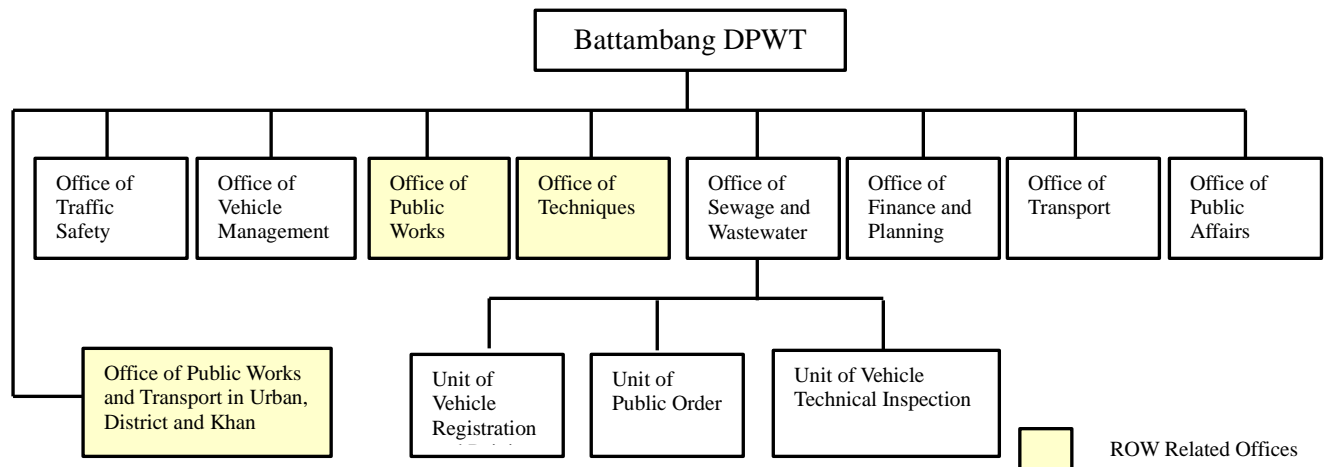 Battambang DPWT
Office of
Traffic
Safety
Office of
Vehicle
Management
Office of
Public
Works
Office of
Techniques
Office of
Sewage and
Wastewater
Office of
Finance and
Planning
Office of
Transport
Office of
Public
Affairs
Office of Public Works
and Transport in Urban,
District and Khan
Unit of
Vehicle
Registration
Unit of
Public Order
Unit of Vehicle
Technical Inspection
ROW Related Offices